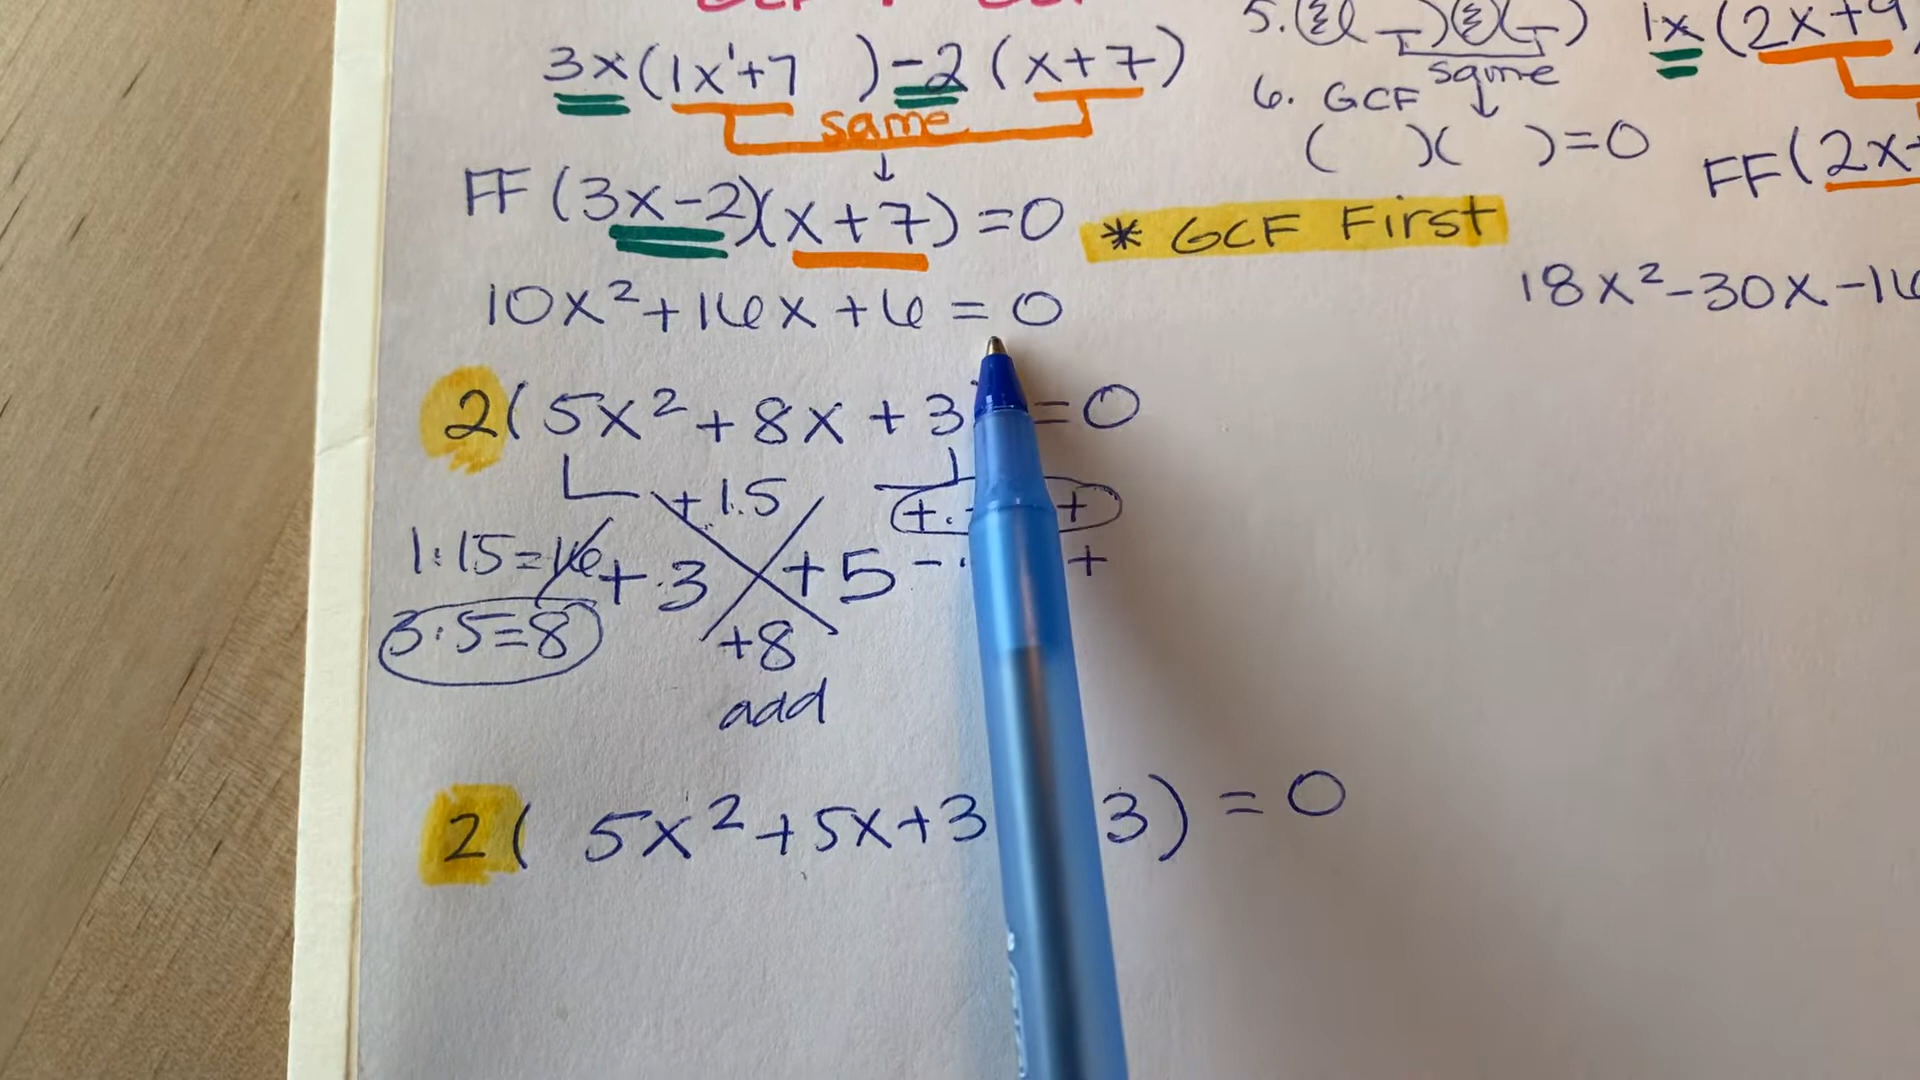 3x(1x+7 )-2(x+7)
same
↓
FF (3x-2)(x+7)=0
* GCF First
10x²+16x+6=0
2(5x²+8x+3 =0
+15
+3 +5
+8
add
1·15=16
3·5=8
+· +
-· +
2( 5x²+5x+3 3) =0
5.
same
6. GCF ↓
( )( )=0
1x(2x+9
FF(2x+
18x²-30x-16